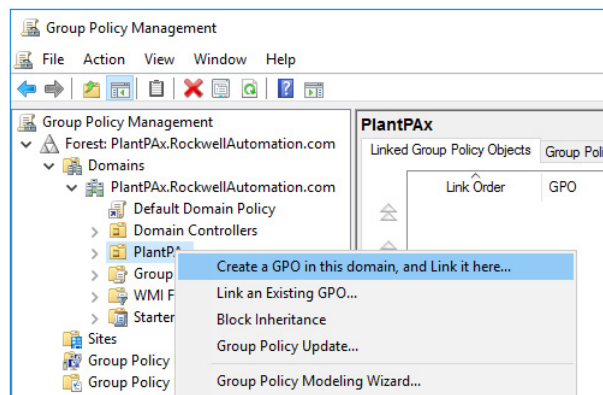 Group Policy Management
File Action View Window Help
Group Policy Management
Forest: PlantPAx.RockwellAutomation.com
Domains
PlantPAx.RockwellAutomation.com
Default Domain Policy
Domain Controllers
PlantPA
Group
WMI F
Starter
Sites
Group Policy
Group Policy
PlantPAx
Linked Group Policy Objects Group Poli
Link Order GPO
Create a GPO in this domain, and Link it here...
Link an Existing GPO...
Block Inheritance
Group Policy Update...
Group Policy Modeling Wizard...